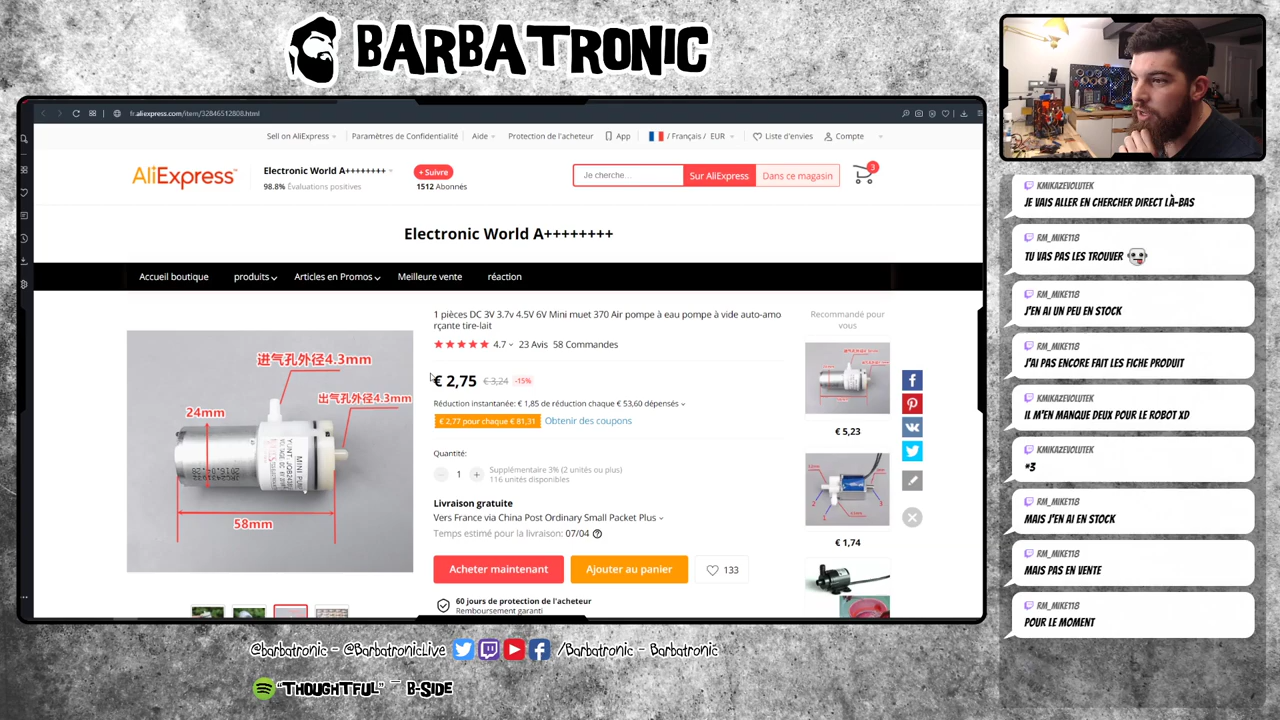 BARBATRONIC
fr.aliexpress.com/item/32846512808.html
Sell on AliExpress
Paramètres de Confidentialité
Aide
Protection de l'acheteur
App
/ Français / EUR
Liste d'envies
Compte
AliExpress
Electronic World A++++++++
98.8% Évaluations positives
+ Suivre
1512 Abonnés
Je cherche...
Sur AliExpress
Dans ce magasin
3
Electronic World A++++++++
Accueil boutique
produits
Articles en Promos
Meilleure vente
réaction
进气孔外径4.3mm
出气孔外径4.3mm
24mm
58mm
1 pièces DC 3V 3.7v 4.5V 6V Mini muet 370 Air pompe à eau pompe à vide auto-amo
rçante tire-lait
4.7
23 Avis
58 Commandes
€ 2,75
€ 3,24
-15%
Réduction instantanée: € 1,85 de réduction chaque € 53,60 dépensés
€ 2,77 pour chaque € 81,31
Obtenir des coupons
Quantité:
1
Supplémentaire 3% (2 unités ou plus)
116 unités disponibles
Livraison gratuite
Vers France via China Post Ordinary Small Packet Plus
Temps estimé pour la livraison: 07/04
Acheter maintenant
Ajouter au panier
133
60 jours de protection de l'acheteur
Remboursement garanti
Recommandé pour
vous
€ 5,23
€ 1,74
KMIKAZEVOLUTEK
JE VAIS ALLER EN CHERCHER DIRECT LÀ-BAS
RM_MIKE118
TU VAS PAS LES TROUVER
RM_MIKE118
J'EN AI UN PEU EN STOCK
RM_MIKE118
J'AI PAS ENCORE FAIT LES FICHE PRODUIT
KMIKAZEVOLUTEK
IL M'EN MANQUE DEUX POUR LE ROBOT XD
KMIKAZEVOLUTEK
*3
RM_MIKE118
MAIS J'EN AI EN STOCK
RM_MIKE118
MAIS PAS EN VENTE
RM_MIKE118
POUR LE MOMENT
@barbatronic - @BarbatronicLive
/Barbatronic - Barbatronic
"THOUGHTFUL" - B-SIDE